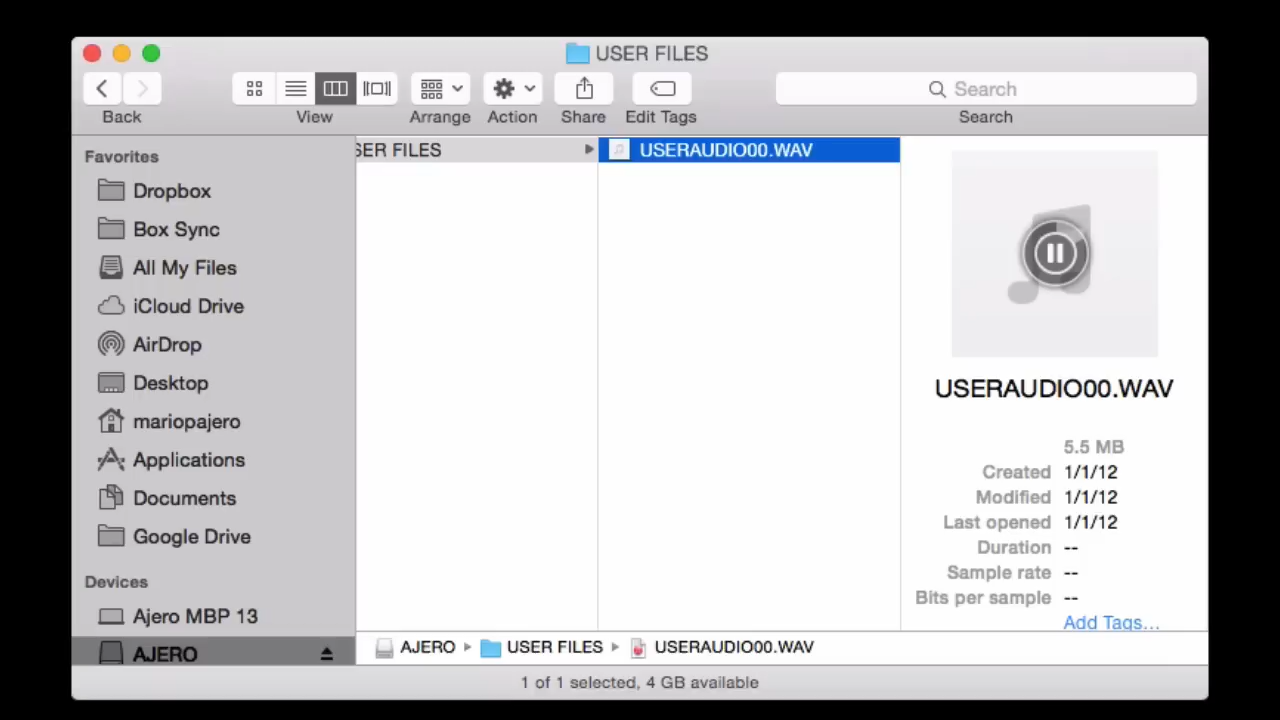 USER FILES
Back
View
Arrange
Action
Share
Edit Tags
Search
Search
Favorites
Dropbox
Box Sync
All My Files
iCloud Drive
AirDrop
Desktop
mariopajero
Applications
Documents
Google Drive
Devices
Ajero MBP 13
AJERO
SER FILES
USERAUDIO00.WAV
USERAUDIO00.WAV
5.5 MB
Created 1/1/12
Modified 1/1/12
Last opened 1/1/12
Duration --
Sample rate --
Bits per sample --
Add Tags...
AJERO USER FILES USERAUDIO00.WAV
1 of 1 selected, 4 GB available